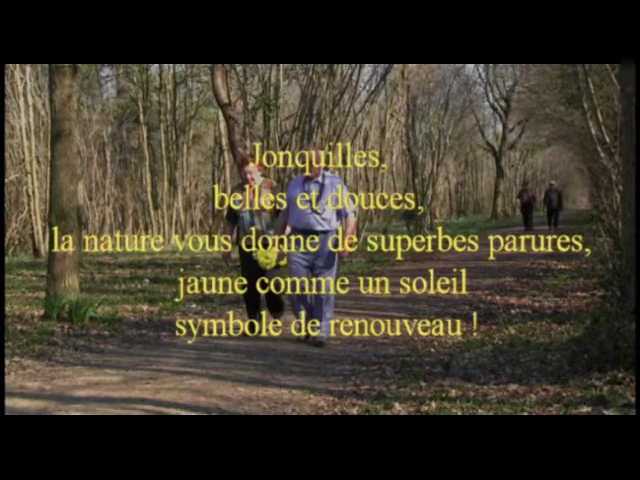 Jonquilles,
belles et douces,
la nature vous donne de superbes parures,
jaune comme un soleil
symbole de renouveau !